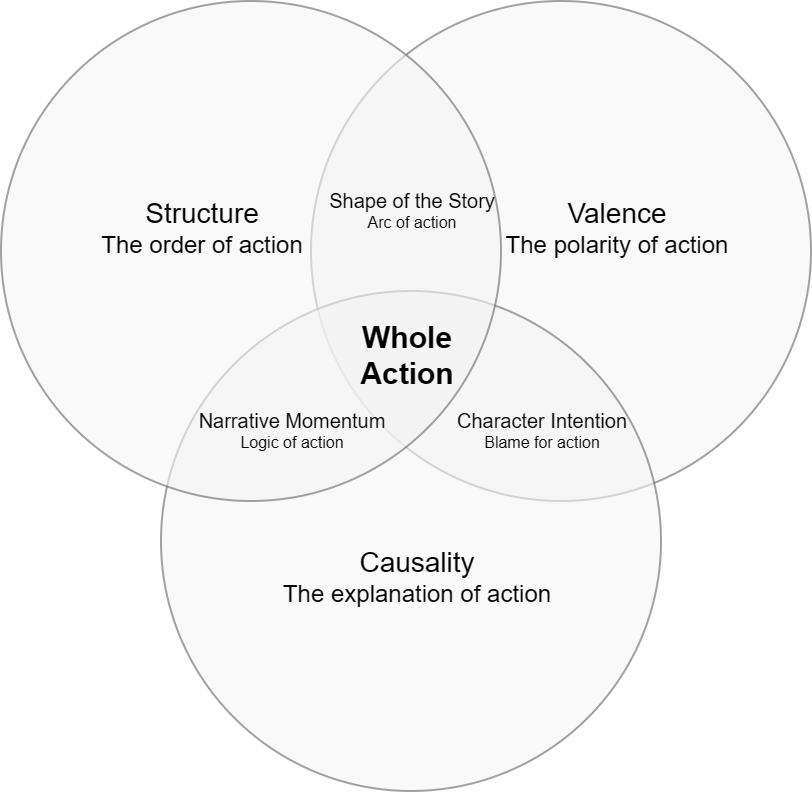 Shape of the Story
Arc of action
Structure
The order of action
Valence
The polarity of action
Whole
Action
Narrative Momentum
Logic of action
Character Intention
Blame for action
Causality
The explanation of action